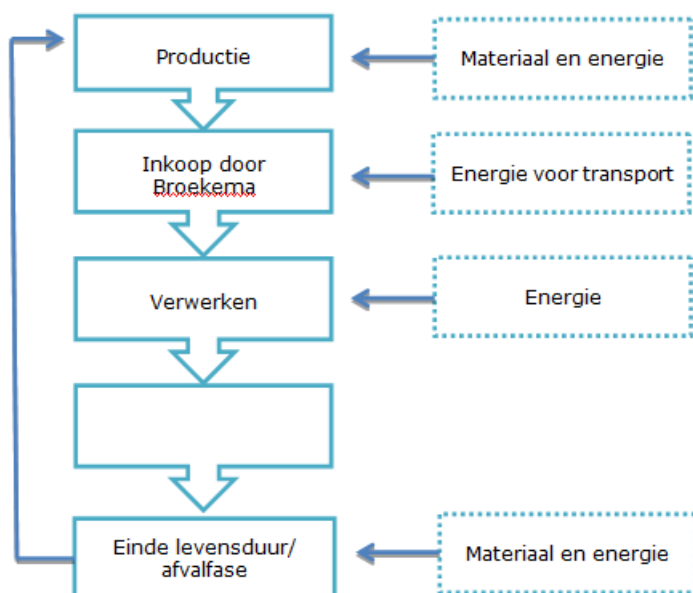 Productie
Materiaal en energie
Inkoop door
Broekema
Energie voor transport
Verwerken
Energie
Einde levensduur/
afvalfase
Materiaal en energie